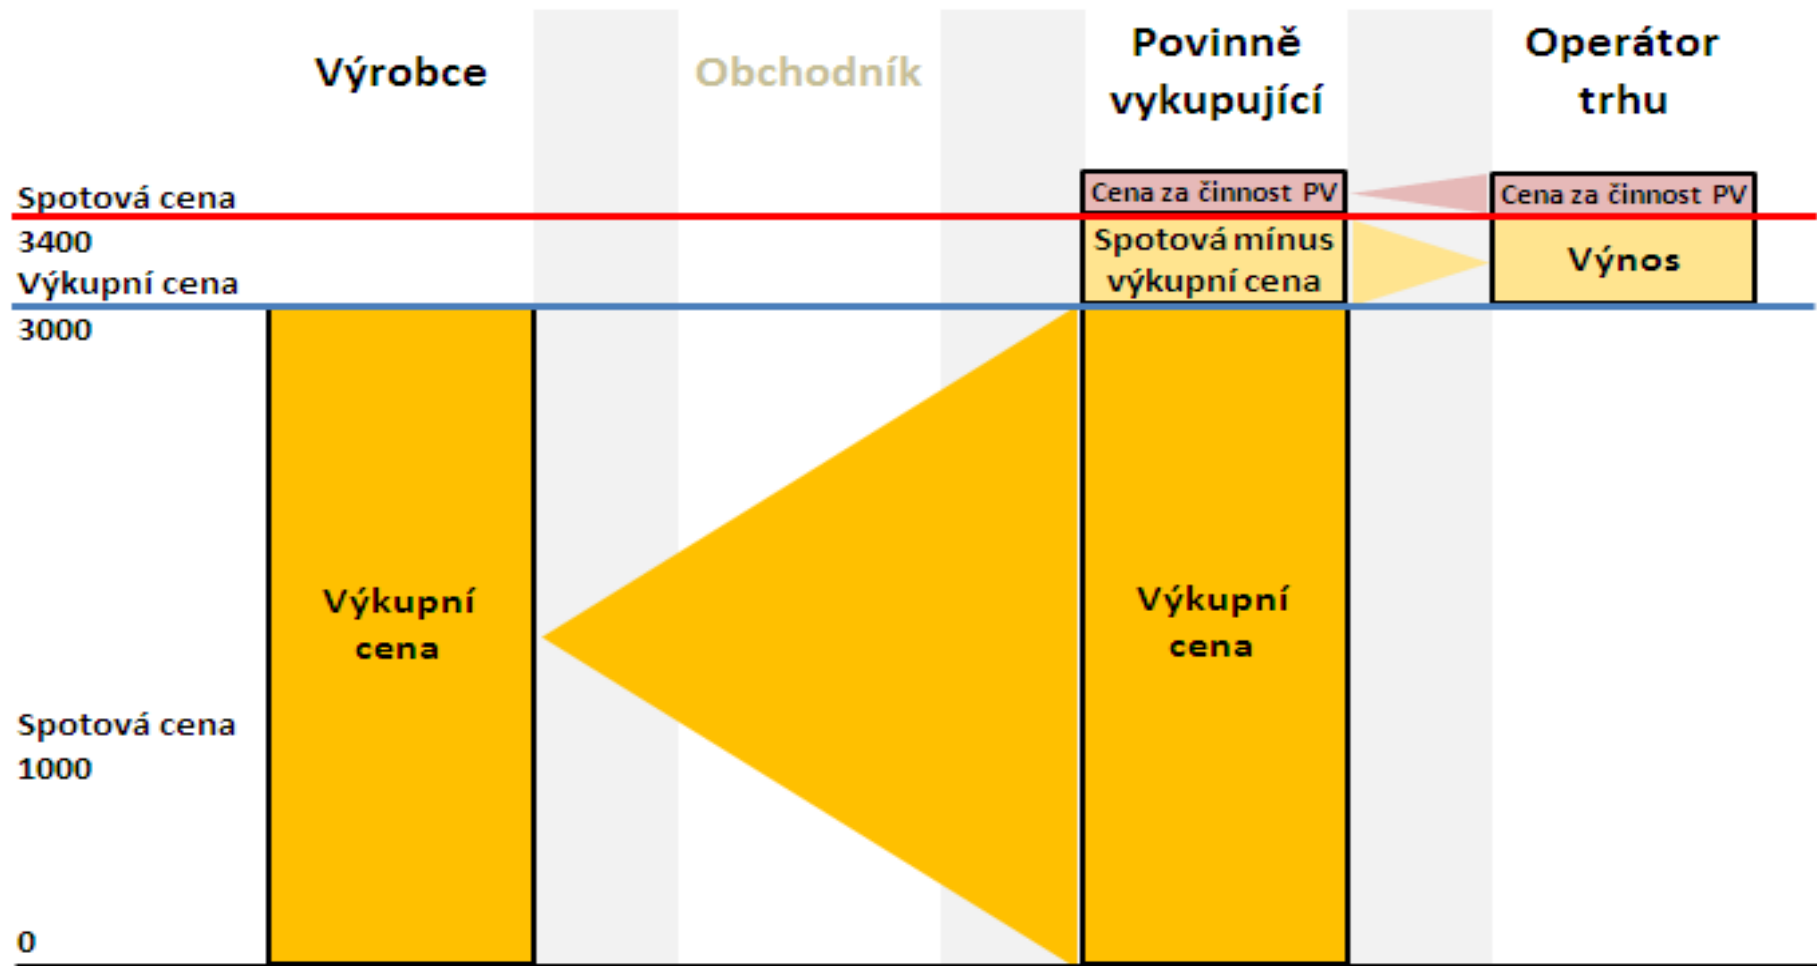 Výrobce
Obchodník
Povinně
vykupující
Operátor
trhu
Spotová cena
3400
Výkupní cena
3000
Spotová cena
1000
0
Cena za činnost PV
Spotová mínus
výkupní cena
Cena za činnost PV
Výnos
Výkupní
cena
Výkupní
cena